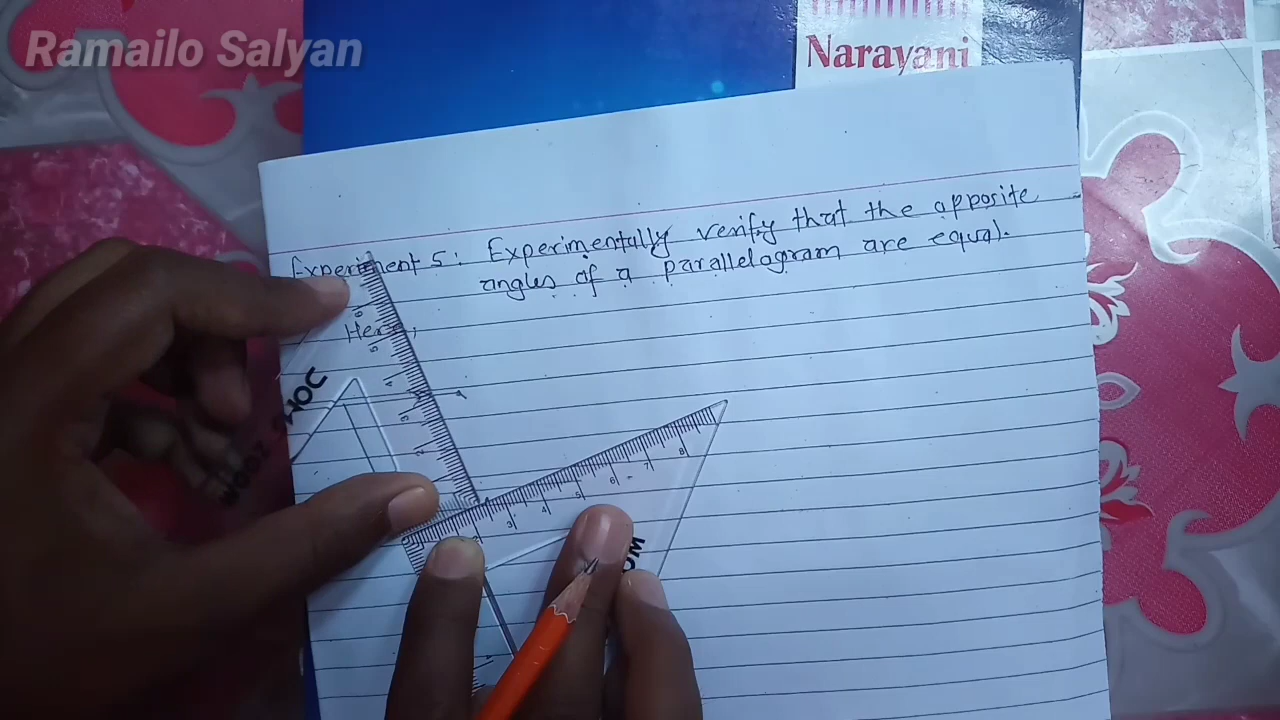 Ramailo Salyan
Narayani
Experiment 5: Experimentally verify that the opposite
angles of a parallelogram are equal.
Here,